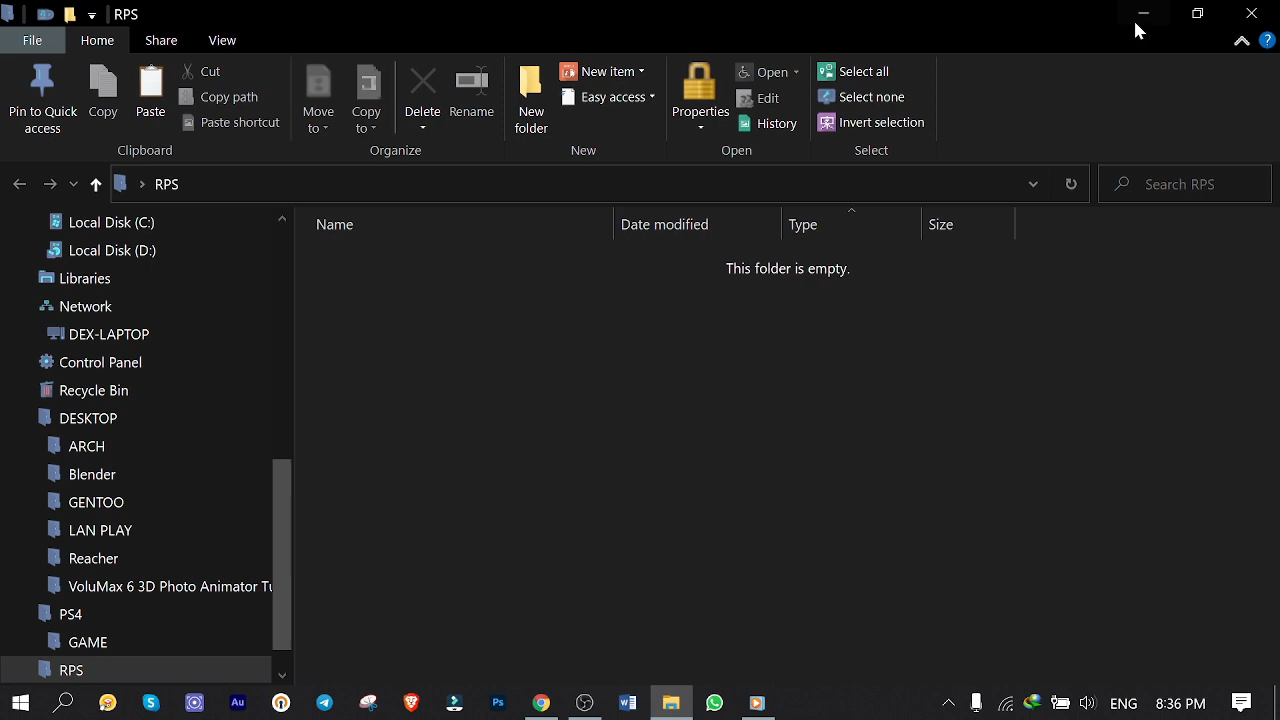 RPS
File Home Share View
Pin to Quick access
Copy
Paste
Cut
Copy path
Paste shortcut
Clipboard
Move to
Copy to
Delete
Rename
Organize
New folder
New item
Easy access
New
Properties
Open
Edit
History
Open
Select all
Select none
Invert selection
Select
RPS
Search RPS
Local Disk (C:)
Local Disk (D:)
Libraries
Network
DEX-LAPTOP
Control Panel
Recycle Bin
DESKTOP
ARCH
Blender
GENTOO
LAN PLAY
Reacher
VoluMax 6 3D Photo Animator Tu
PS4
GAME
RPS
Name Date modified Type Size
This folder is empty.
Au
Ps
ENG 8:36 PM